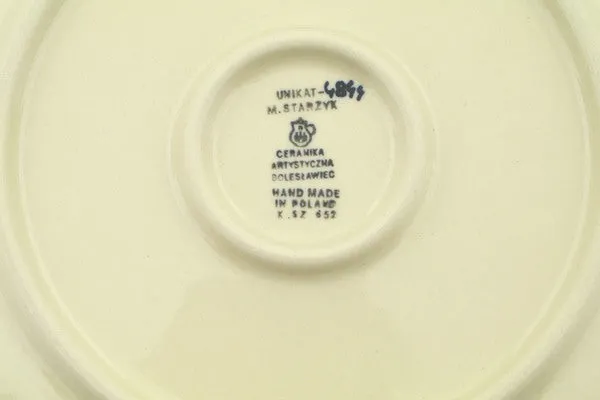 UNIKAT-4844
M. STARZYK
CERAMIKA
ARTYSTYCZNA
BOLESŁAWIEC
HAND MADE
IN POLAND
K. SZ 652